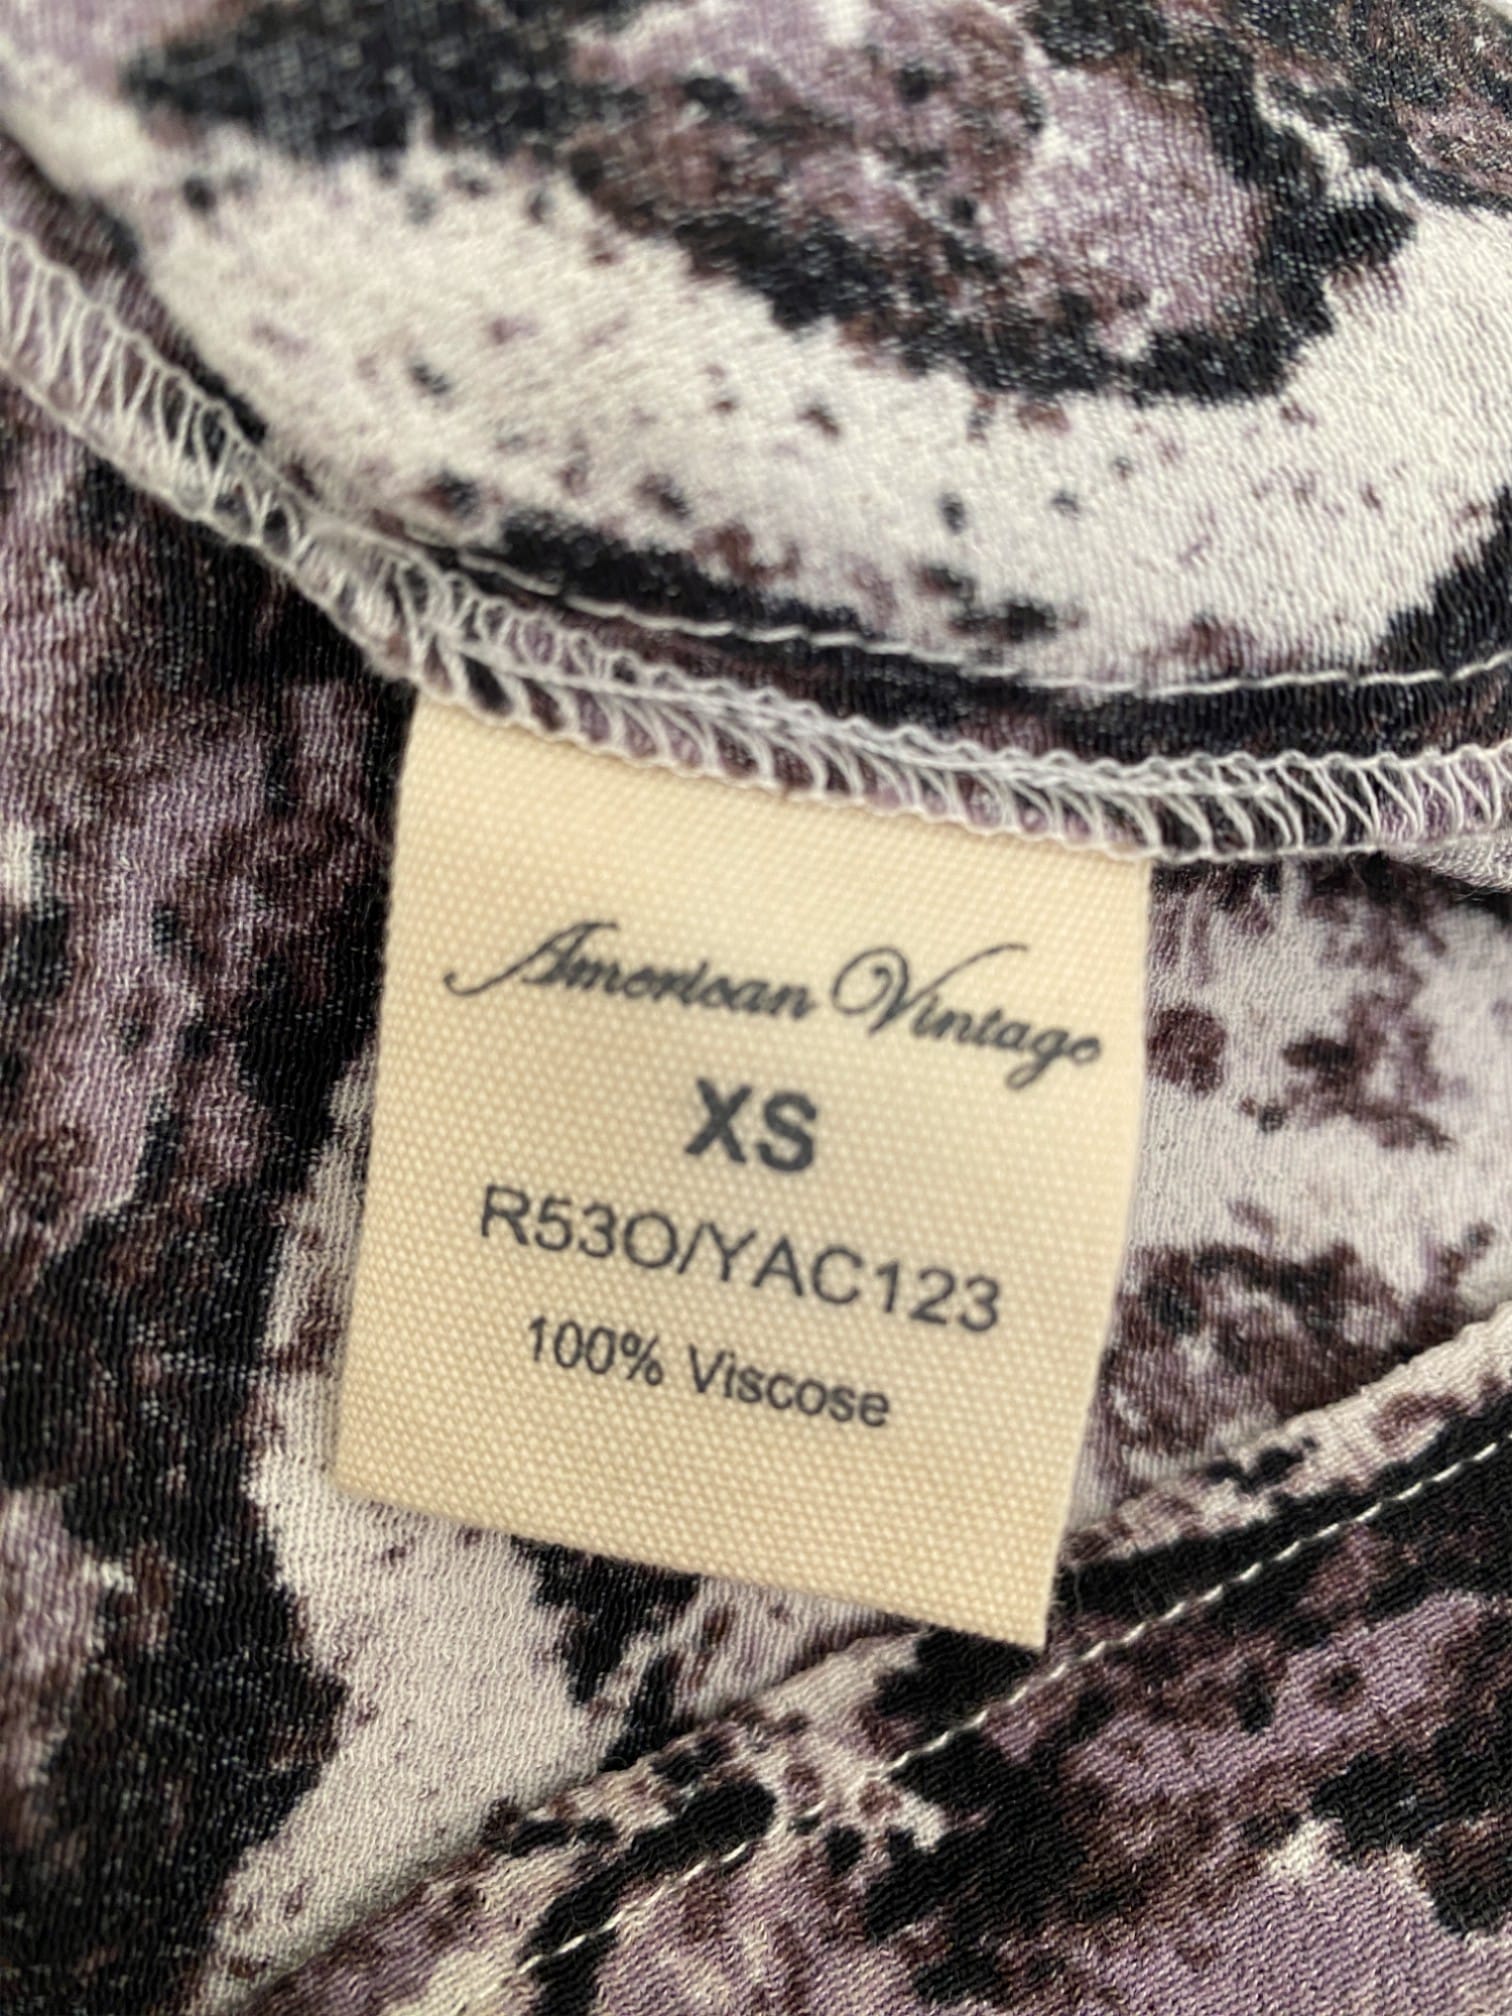 American Vintage
XS
R53O/YAC123
100% Viscose